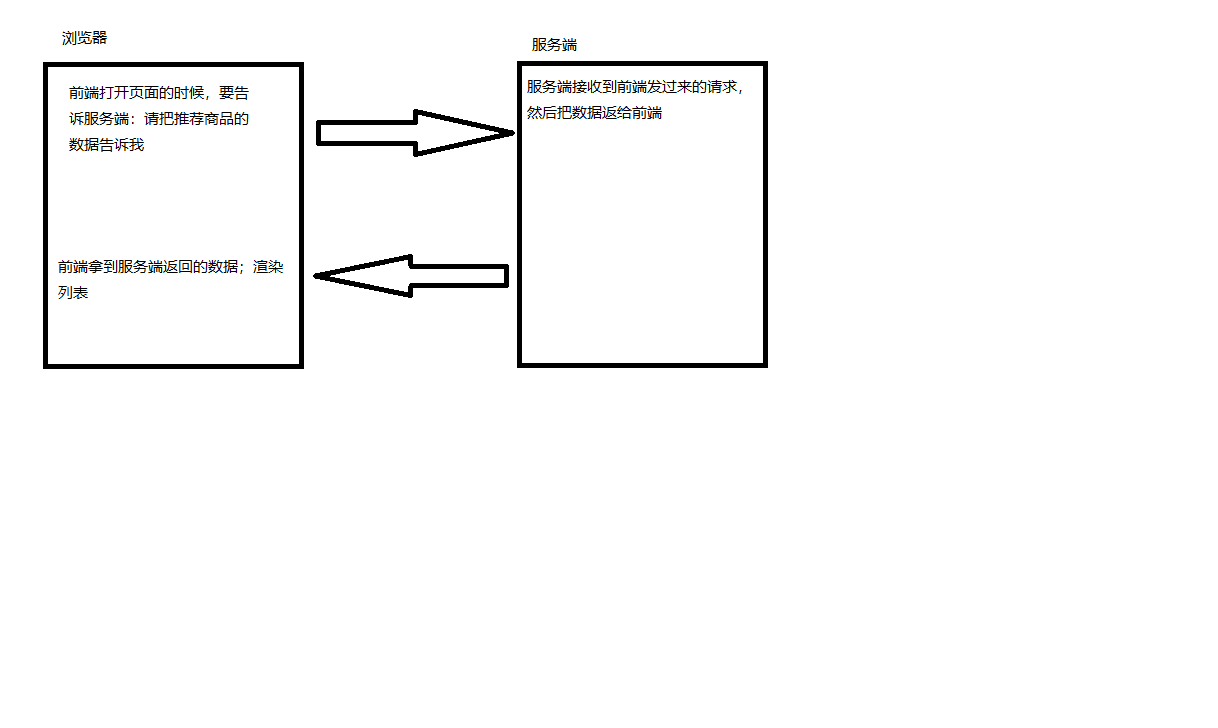 浏览器
前端打开页面的时候，要告
诉服务端：请把推荐商品的
数据告诉我
前端拿到服务端返回的数据；渲染
列表
服务端
服务端接收到前端发过来的请求，
然后把数据返给前端